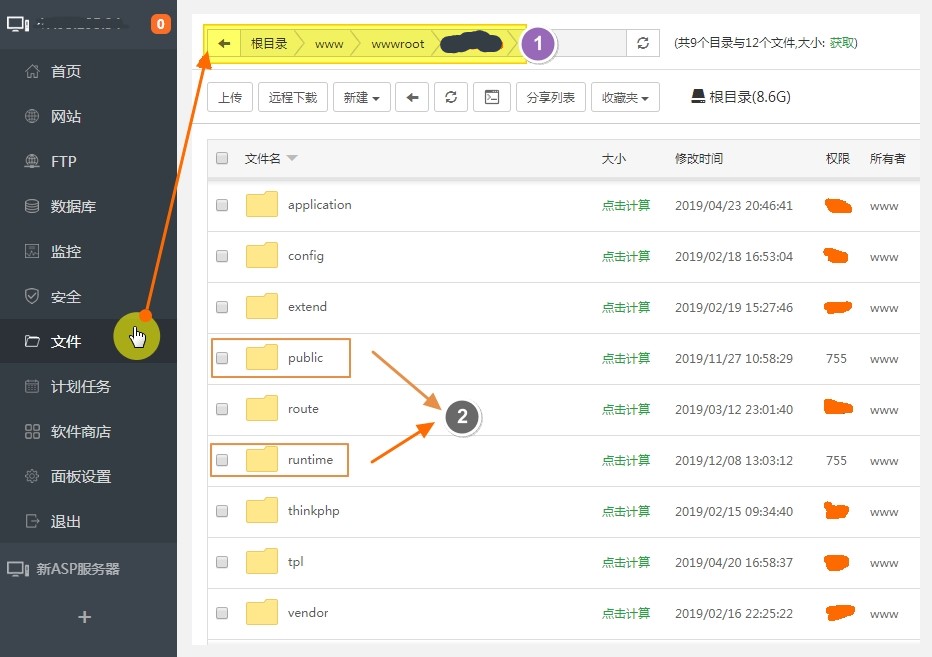 0
首页
网站
FTP
数据库
监控
安全
文件
计划任务
软件商店
面板设置
退出
新ASP服务器
+
根目录 www wwwroot
1
(共9个目录与12个文件,大小: 获取)
上传 远程下载 新建 分享列表 收藏夹 根目录(8.6G)
文件名 大小 修改时间 权限 所有者
application 点击计算 2019/04/23 20:46:41 www
config 点击计算 2019/02/18 16:53:04 www
extend 点击计算 2019/02/19 15:27:46 www
public 点击计算 2019/11/27 10:58:29 755 www
route 点击计算 2019/03/12 23:01:40 www
2
runtime 点击计算 2019/12/08 13:03:12 755 www
thinkphp 点击计算 2019/02/15 09:34:40 www
tpl 点击计算 2019/04/20 16:58:37 www
vendor 点击计算 2019/02/16 22:25:22 www